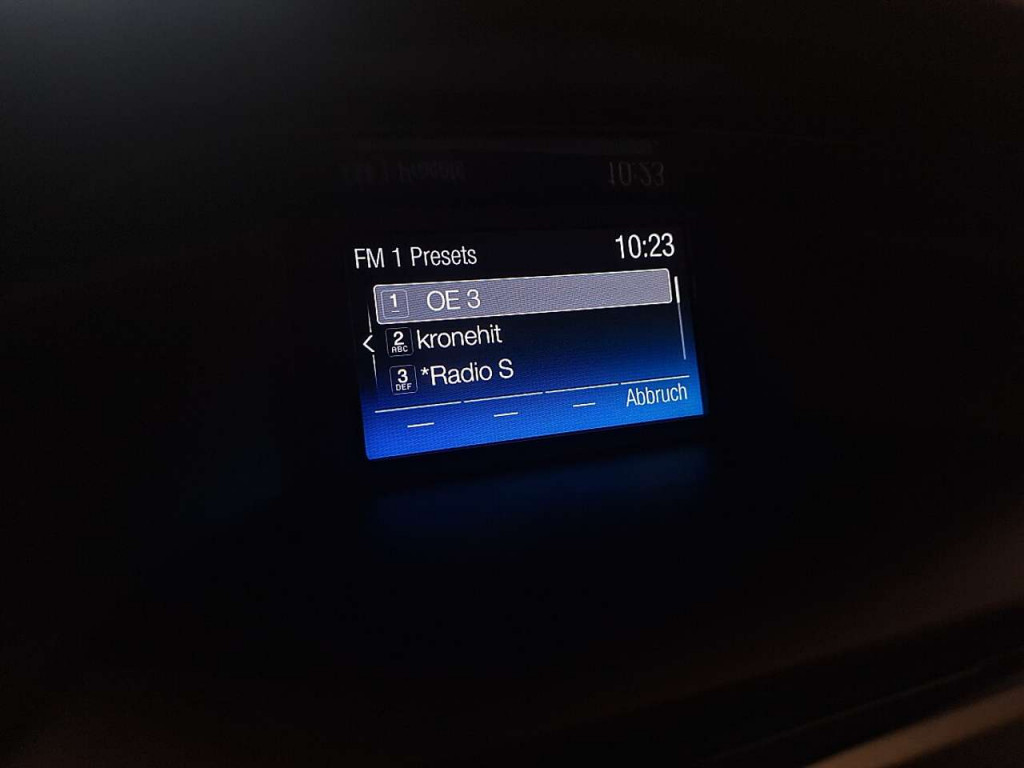 FM 1 Presets 10:23
1 OE 3
2 ABC kronehit
3 DEF *Radio S
Abbruch